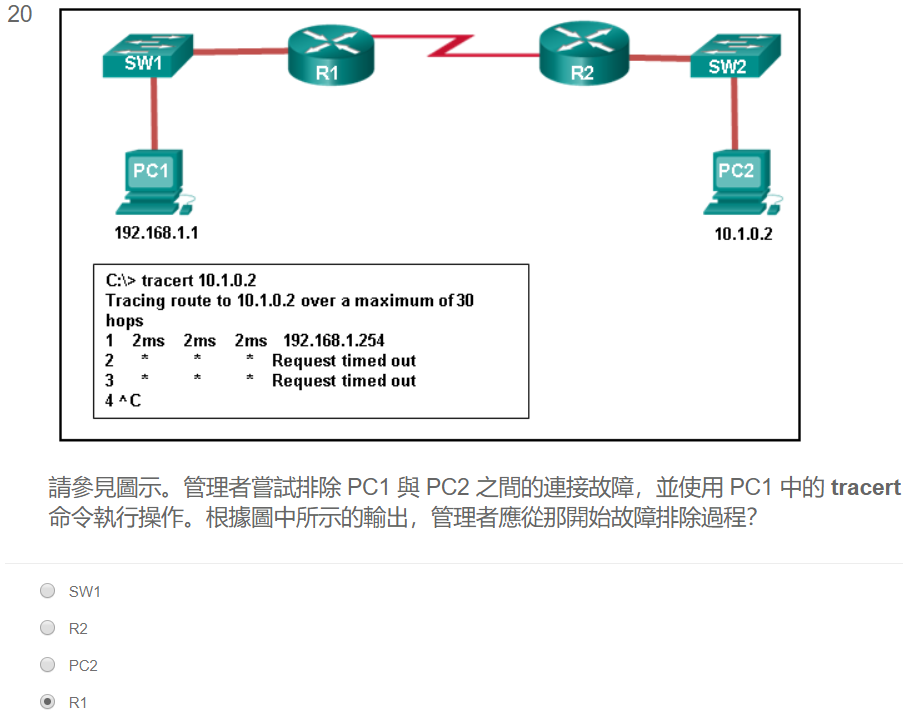 20
SW1
R1
R2
SW2
PC1
PC2
192.168.1.1
10.1.0.2
C:\> tracert 10.1.0.2
Tracing route to 10.1.0.2 over a maximum of 30
hops
1 2ms 2ms 2ms 192.168.1.254
2 * * * Request timed out
3 * * * Request timed out
4 ^C
請參見圖示。管理者嘗試排除 PC1 與 PC2 之間的連接故障，並使用 PC1 中的 tracert
命令執行操作。根據圖中所示的輸出，管理者應從那開始故障排除過程？
SW1
R2
PC2
R1